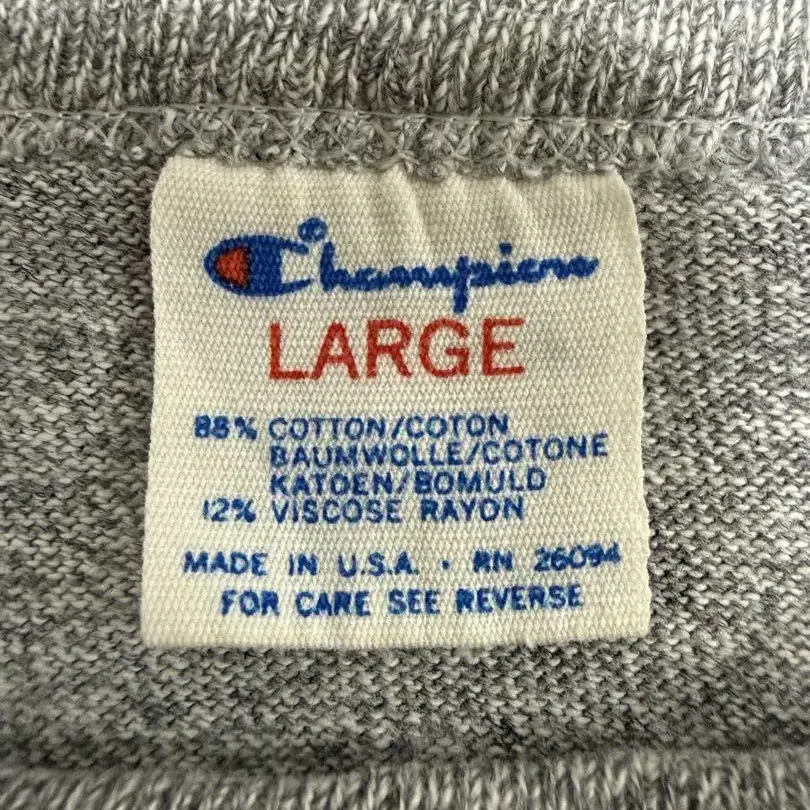 Champion®
LARGE
88% COTTON/COTON
BAUMWOLLE/COTONE
KATOEN/BOMULD
12% VISCOSE RAYON
MADE IN U.S.A. • RN 26094
FOR CARE SEE REVERSE